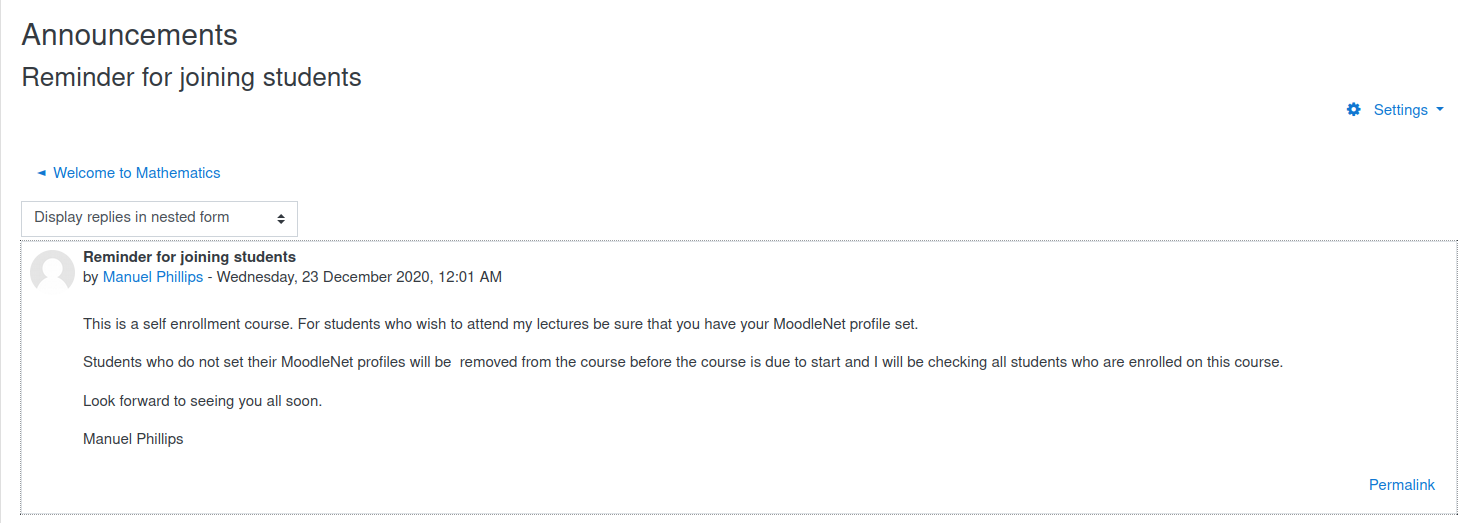 Announcements
Reminder for joining students
Settings
Welcome to Mathematics
Display replies in nested form
Reminder for joining students
by Manuel Phillips - Wednesday, 23 December 2020, 12:01 AM
This is a self enrollment course. For students who wish to attend my lectures be sure that you have your MoodleNet profile set.
Students who do not set their MoodleNet profiles will be  removed from the course before the course is due to start and I will be checking all students who are enrolled on this course.
Look forward to seeing you all soon.
Manuel Phillips
Permalink